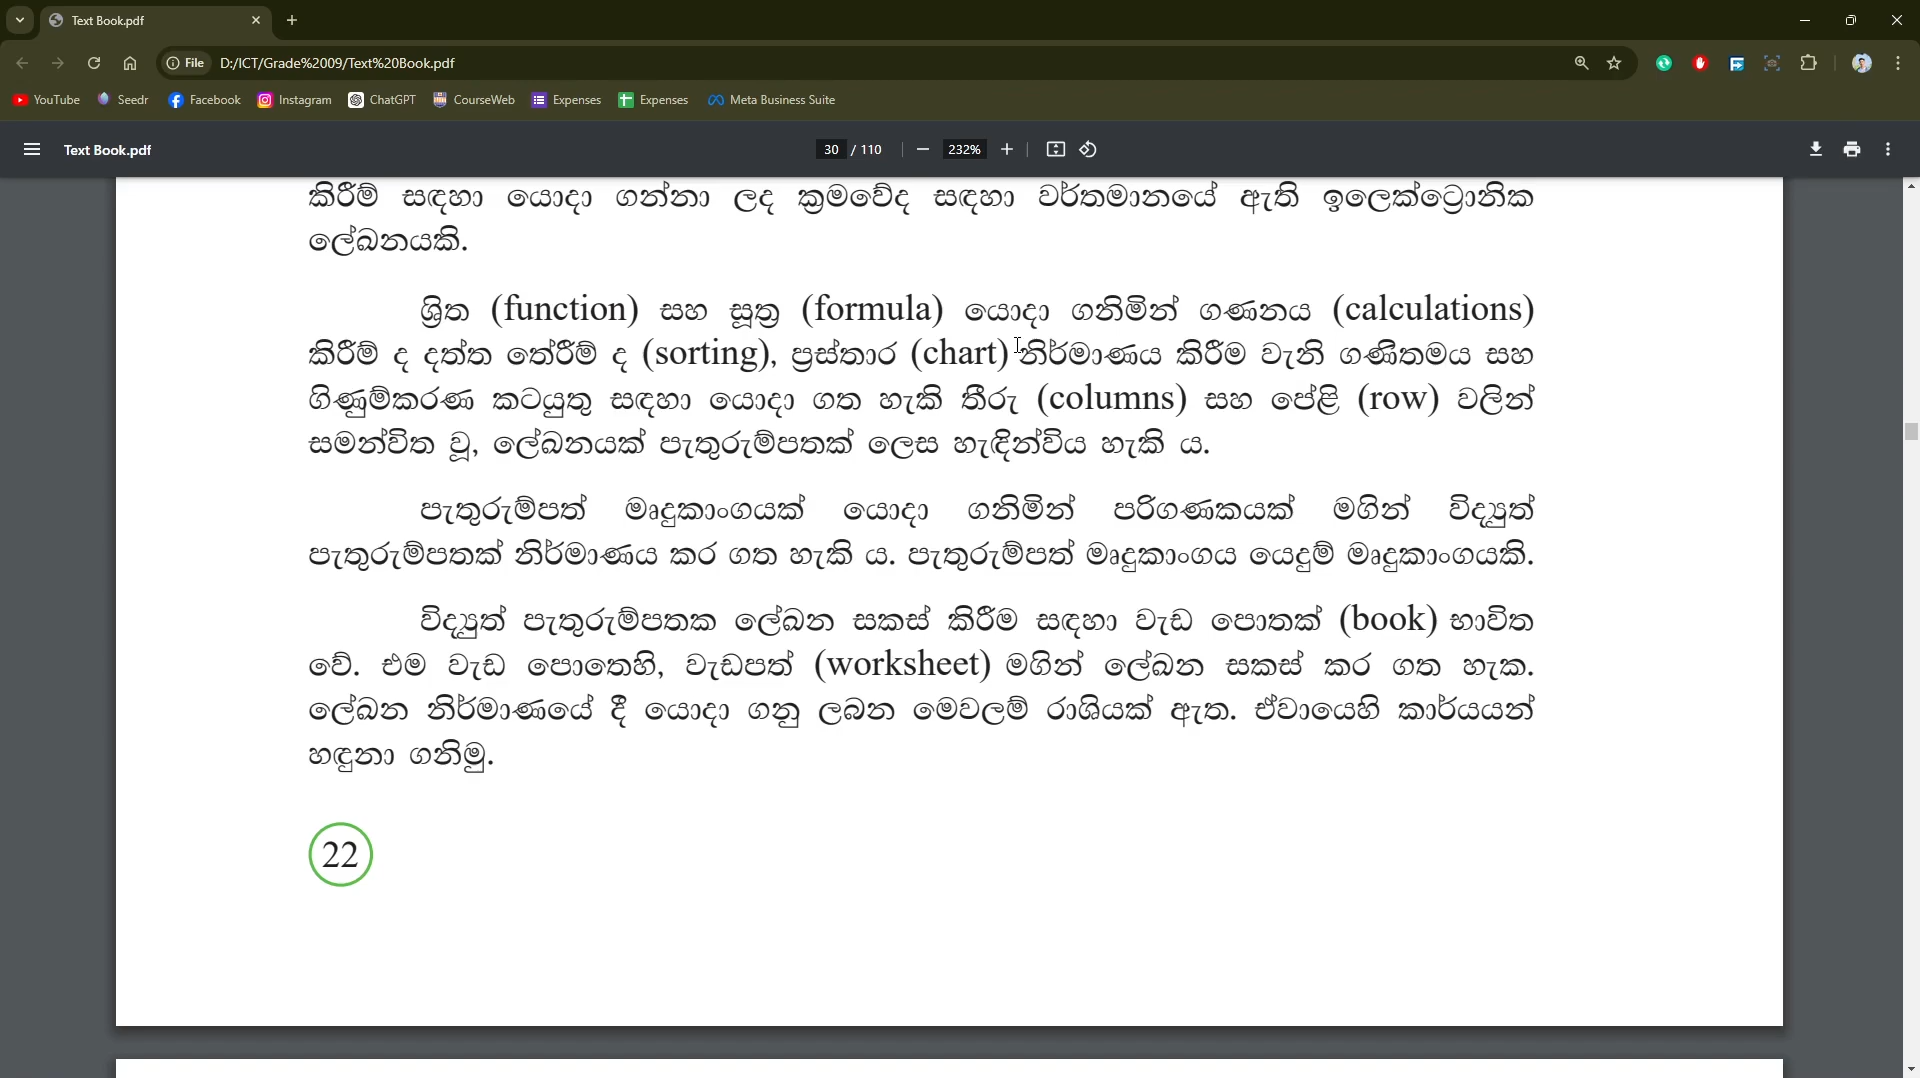 Text Book.pdf
File D:/ICT/Grade%2009/Text%20Book.pdf
YouTube Seedr Facebook Instagram ChatGPT CourseWeb Expenses Expenses Meta Business Suite
Text Book.pdf 30 / 110 232%
කිරීම් සඳහා යොදා ගන්නා ලද ක්‍රමවේද සඳහා වර්තමානයේ ඇති ඉලෙක්ට්‍රොනික
ලේඛනයකි.
ශ්‍රිත (function) සහ සූත්‍ර (formula) යොදා ගනිමින් ගණනය (calculations)
කිරීම් ද දත්ත තේරීම් ද (sorting), ප්‍රස්තාර (chart) නිර්මාණය කිරීම වැනි ගණිතමය සහ
ගිණුම්කරණ කටයුතු සඳහා යොදා ගත හැකි තීරු (columns) සහ පේළි (row) වලින්
සමන්විත වූ, ලේඛනයක් පැතුරුම්පතක් ලෙස හැඳින්විය හැකි ය.
පැතුරුම්පත් මෘදුකාංගයක් යොදා ගනිමින් පරිගණකයක් මගින් විද්‍යුත්
පැතුරුම්පතක් නිර්මාණය කර ගත හැකි ය. පැතුරුම්පත් මෘදුකාංගය යෙදුම් මෘදුකාංගයකි.
විද්‍යුත් පැතුරුම්පතක ලේඛන සකස් කිරීම සඳහා වැඩ පොතක් (book) භාවිත
වේ. එම වැඩ පොතෙහි, වැඩපත් (worksheet) මගින් ලේඛන සකස් කර ගත හැක.
ලේඛන නිර්මාණයේ දී යොදා ගනු ලබන මෙවලම් රාශියක් ඇත. ඒවායෙහි කාර්යයන්
හඳුනා ගනිමු.
22